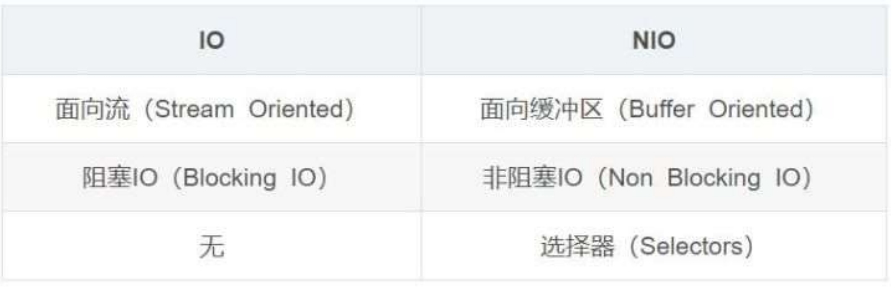 IO NIO
面向流（Stream Oriented） 面向缓冲区（Buffer Oriented）
阻塞IO（Blocking IO） 非阻塞IO（Non Blocking IO）
无 选择器（Selectors）